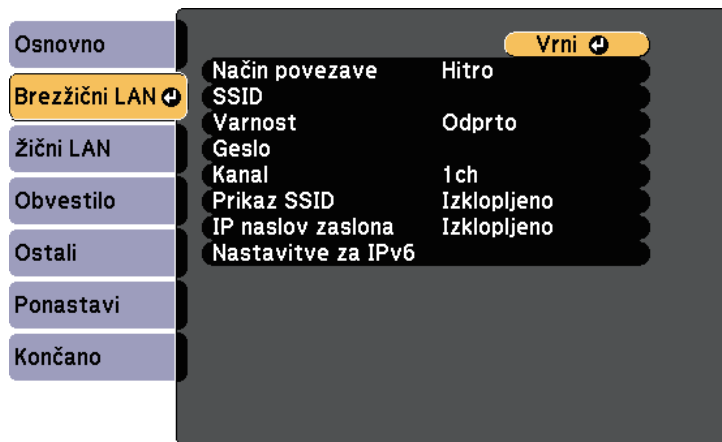 Osnovno
Brezžični LAN
Žični LAN
Obvestilo
Ostali
Ponastavi
Končano
Vrni
Način povezave Hitro
SSID
Varnost Odprto
Geslo
Kanal 1ch
Prikaz SSID Izklopljeno
IP naslov zaslona Izklopljeno
Nastavitve za IPv6